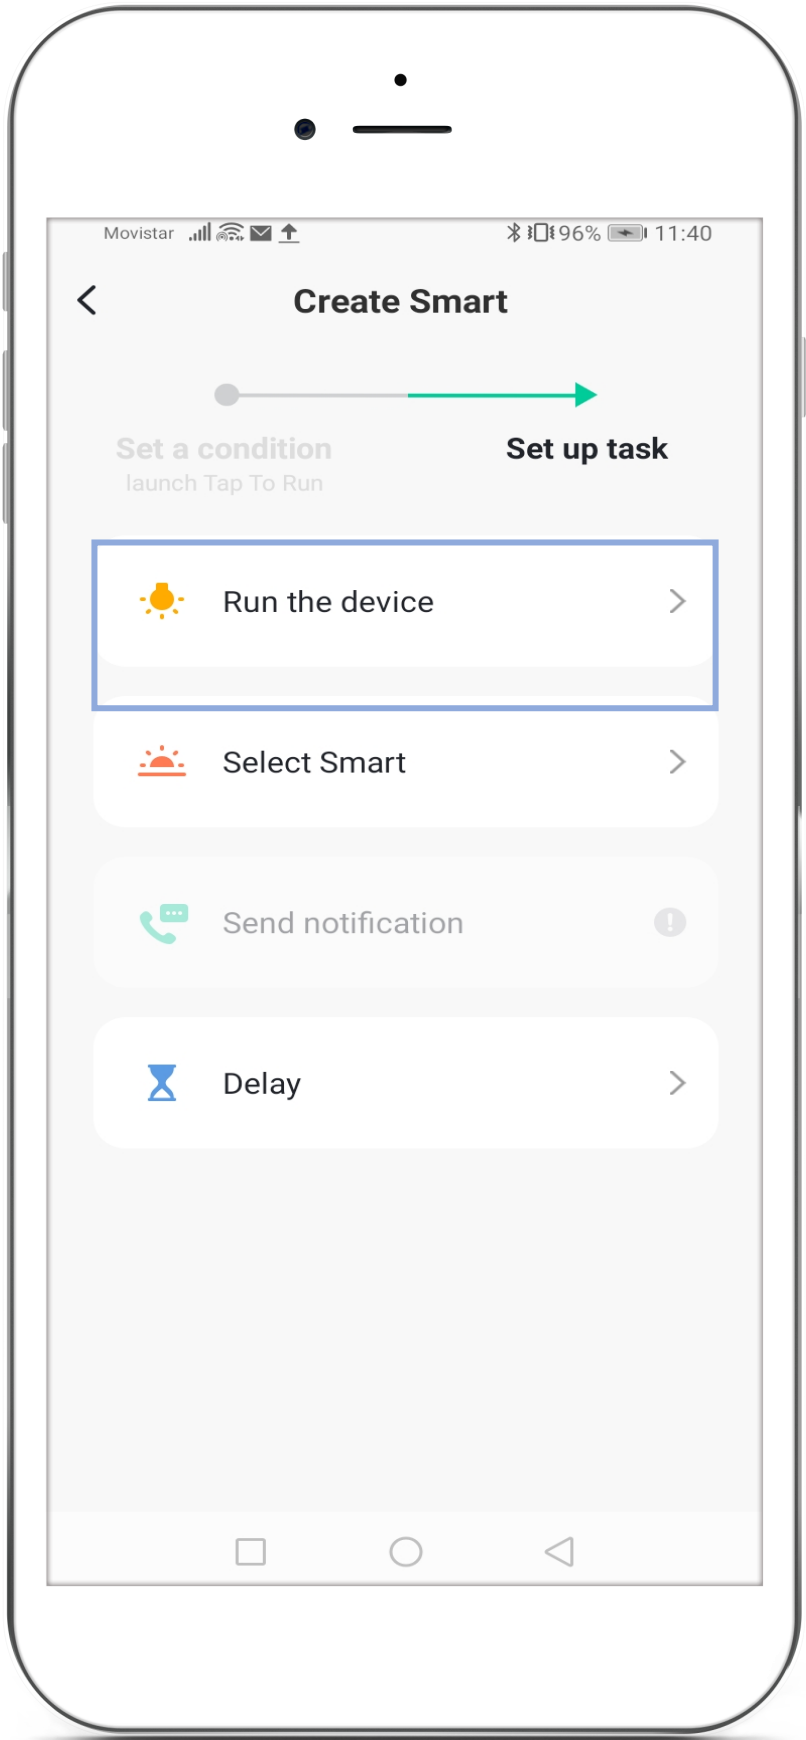 Movistar 96% 11:40
Create Smart
Set a condition Set up task
launch Tap To Run
Run the device
Select Smart
Send notification
Delay